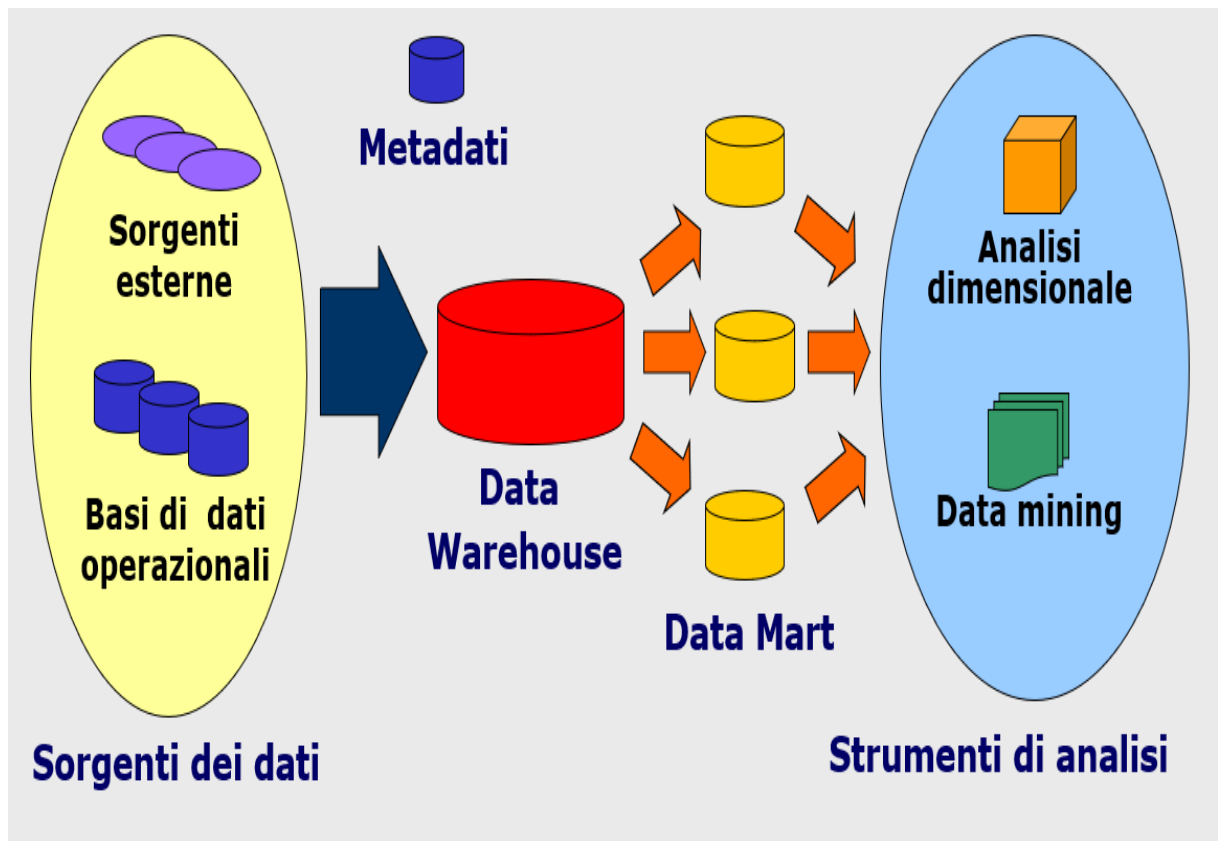 Metadati
Sorgenti
esterne
Basi di dati
operazionali
Sorgenti dei dati
Data
Warehouse
Data Mart
Analisi
dimensionale
Data mining
Strumenti di analisi